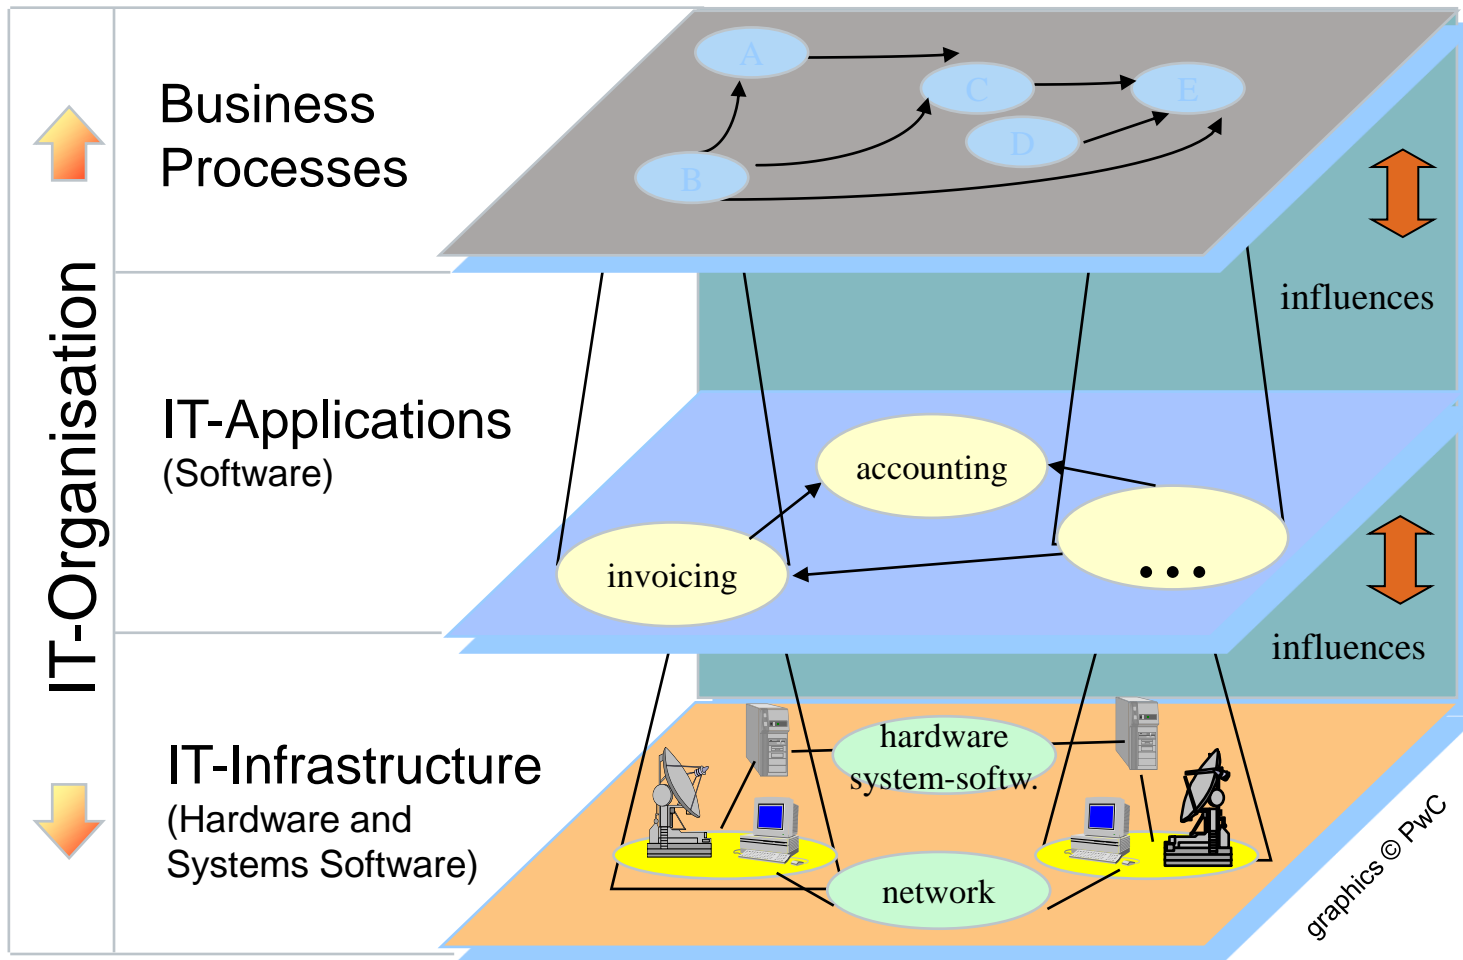 IT-Organisation
Business
Processes
A
C
E
D
B
influences
IT-Applications
(Software)
accounting
invoicing
...
influences
IT-Infrastructure
(Hardware and
Systems Software)
hardware
system-softw.
network
graphics © PwC